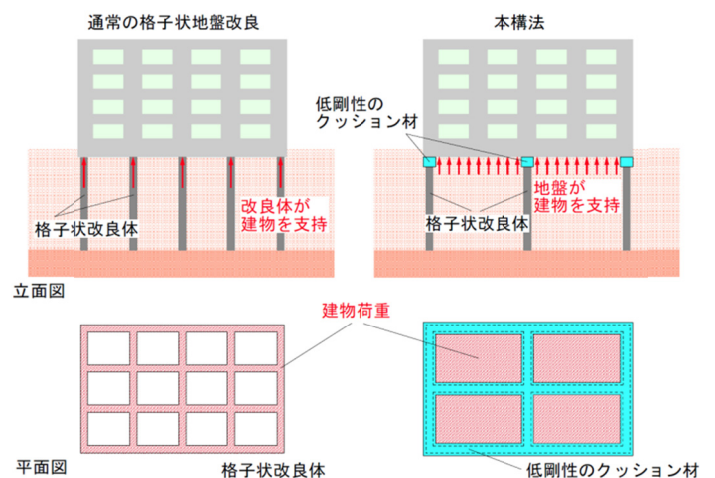 通常の格子状地盤改良
本構法
低剛性の
クッション材
改良体が
建物を支持
格子状改良体
地盤が
建物を支持
格子状改良体
立面図
建物荷重
平面図
格子状改良体
低剛性のクッション材